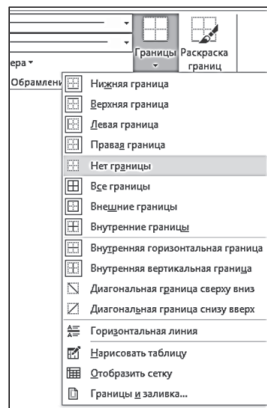 Границы Раскраска
границ
ера
Обрамлени
Нижняя граница
Верхняя граница
Левая граница
Правая граница
Нет границы
Все границы
Внешние границы
Внутренние границы
Внутренняя горизонтальная граница
Внутренняя вертикальная граница
Диагональная граница сверху вниз
Диагональная граница снизу вверх
Горизонтальная линия
Нарисовать таблицу
Отобразить сетку
Границы и заливка...